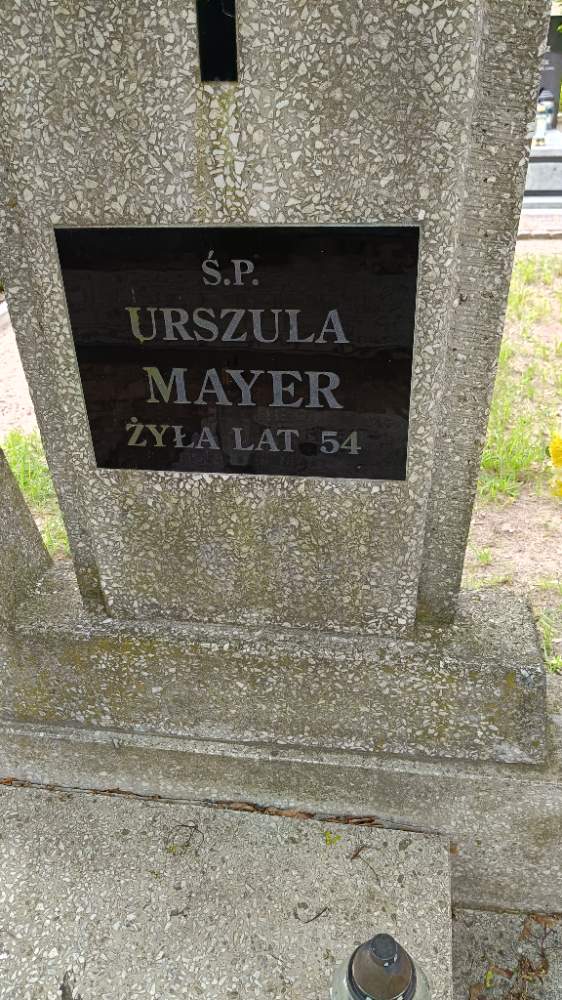 Ś.P.
URSZULA
MAYER
ŻYŁA LAT 54